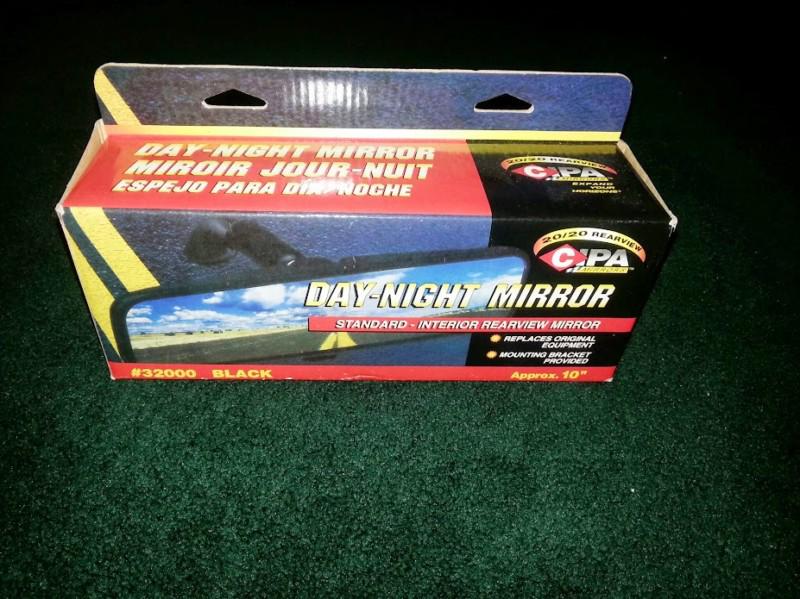 DAY-NIGHT MIRROR
MIROIR JOUR-NUIT
ESPEJO PARA DIA, NOCHE
20/20 REARVIEW
CIPA
MIRRORS
EXPAND
YOUR
HORIZONS
20/20 REARVIEW
CIPA
MIRRORS™
DAY-NIGHT MIRROR
STANDARD - INTERIOR REARVIEW MIRROR
REPLACES ORIGINAL
EQUIPMENT
MOUNTING BRACKET
PROVIDED
#32000 BLACK
Approx. 10"